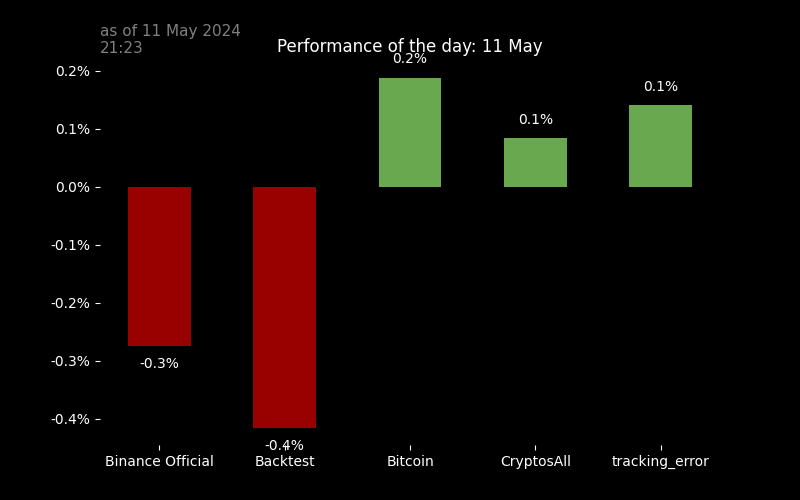 as of 11 May 2024
21:23
Performance of the day: 11 May
0.2%
0.1%
0.0%
-0.1%
-0.2%
-0.3%
-0.4%
-0.3%
-0.4%
0.2%
0.1%
0.1%
Binance Official
Backtest
Bitcoin
CryptosAll
tracking_error